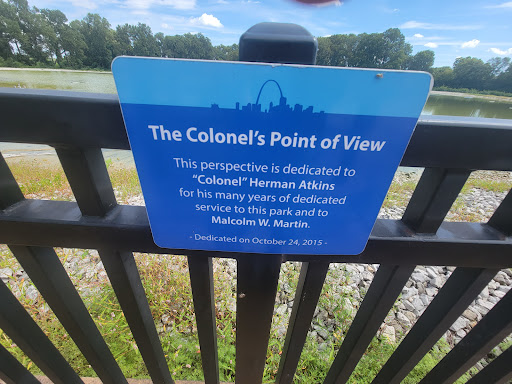 The Colonel's Point of View
This perspective is dedicated to
"Colonel" Herman Atkins
for his many years of dedicated
service to this park and to
Malcolm W. Martin.
- Dedicated on October 24, 2015 -